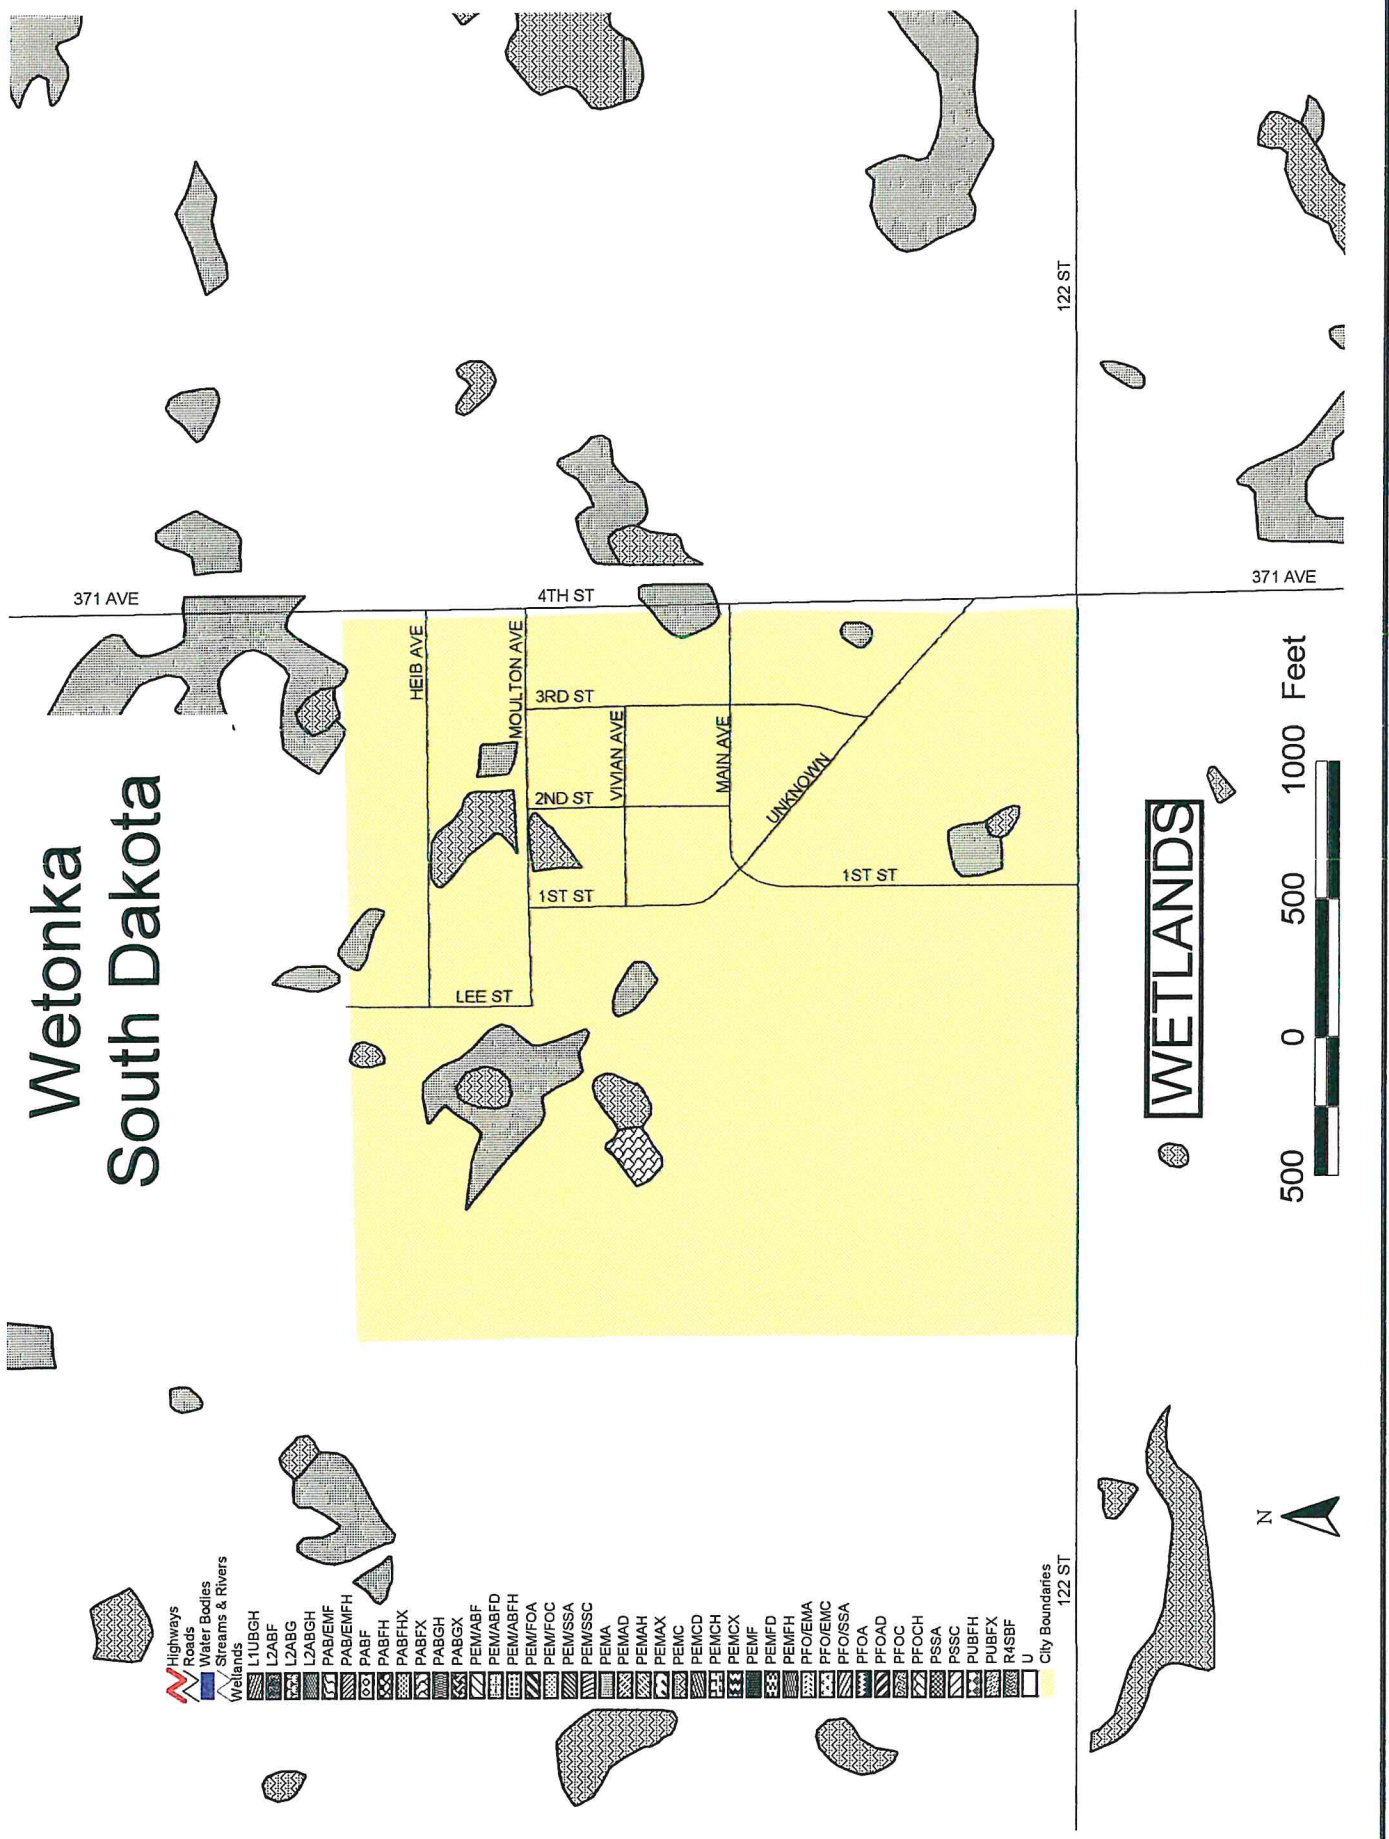 Wetonka
South Dakota
371 AVE
HEIB AVE
MOULTON AVE
4TH ST
3RD ST
VIVIAN AVE
MAIN AVE
2ND ST
UNKNOWN
1ST ST
1ST ST
LEE ST
122 ST
371 AVE
122 ST
Highways
Roads
Water Bodies
Streams & Rivers
Wetlands
L1UBGH
L2ABF
L2ABG
L2ABGH
PAB/EMF
PAB/EMFH
PABF
PABFH
PABFHX
PABFX
PABGH
PABGX
PEM/ABF
PEM/ABFD
PEM/ABFH
PEM/FOA
PEM/FOC
PEM/SSA
PEM/SSC
PEMA
PEMAD
PEMAH
PEMAX
PEMC
PEMCD
PEMCH
PEMCX
PEMF
PEMFD
PEMFH
PFO/EMA
PFO/EMC
PFO/SSA
PFOA
PFOAD
PFOC
PFOCH
PSSA
PSSC
PUBFH
PUBFX
R4SBF
U
City Boundaries
N
WETLANDS
500 0 500 1000 Feet